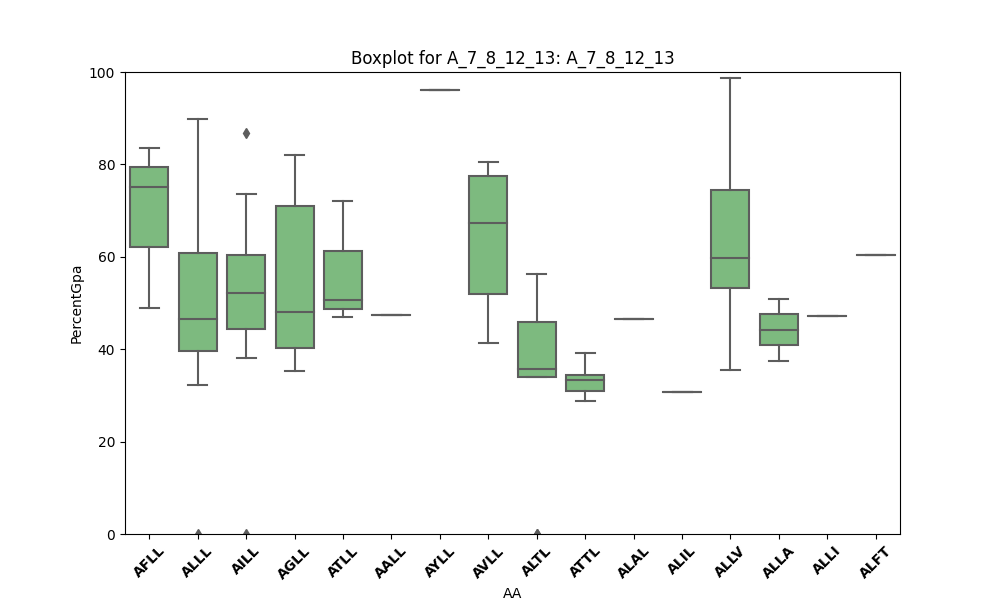 Boxplot for A_7_8_12_13: A_7_8_12_13
PercentGpa
100
80
60
40
20
0
AFLL ALLL AILL AGLL ATLL AALL AYLL AVLL ALTL ATTL ALAL ALIL ALLV ALLA ALLI ALFT
AA